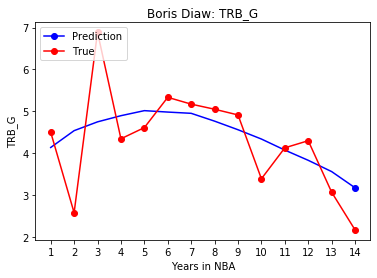 Boris Diaw: TRB_G
Prediction
True
7
6
5
4
3
2
TRB_G
1 2 3 4 5 6 7 8 9 10 11 12 13 14
Years in NBA